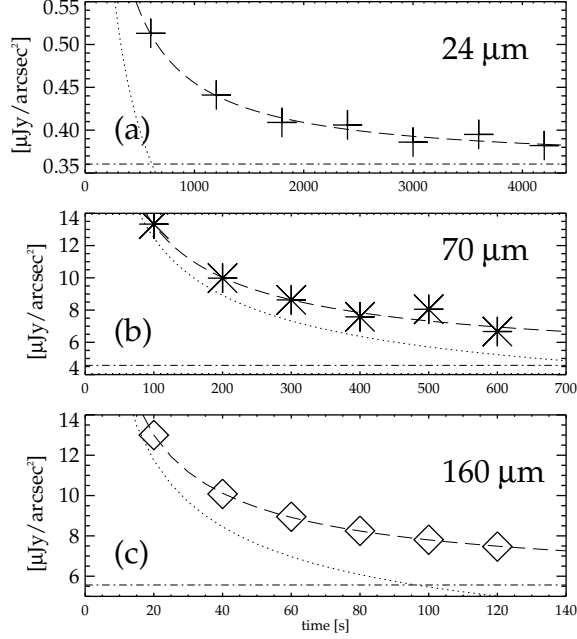 0.55
0.50
0.45
0.40
0.35
[µJy/arcsec²]
24 µm
(a)
0 1000 2000 3000 4000
14
12
10
8
6
4
[µJy/arcsec²]
70 µm
(b)
0 100 200 300 400 500 600 700
14
12
10
8
6
[µJy/arcsec²]
160 µm
(c)
0 20 40 60 80 100 120 140
time [s]